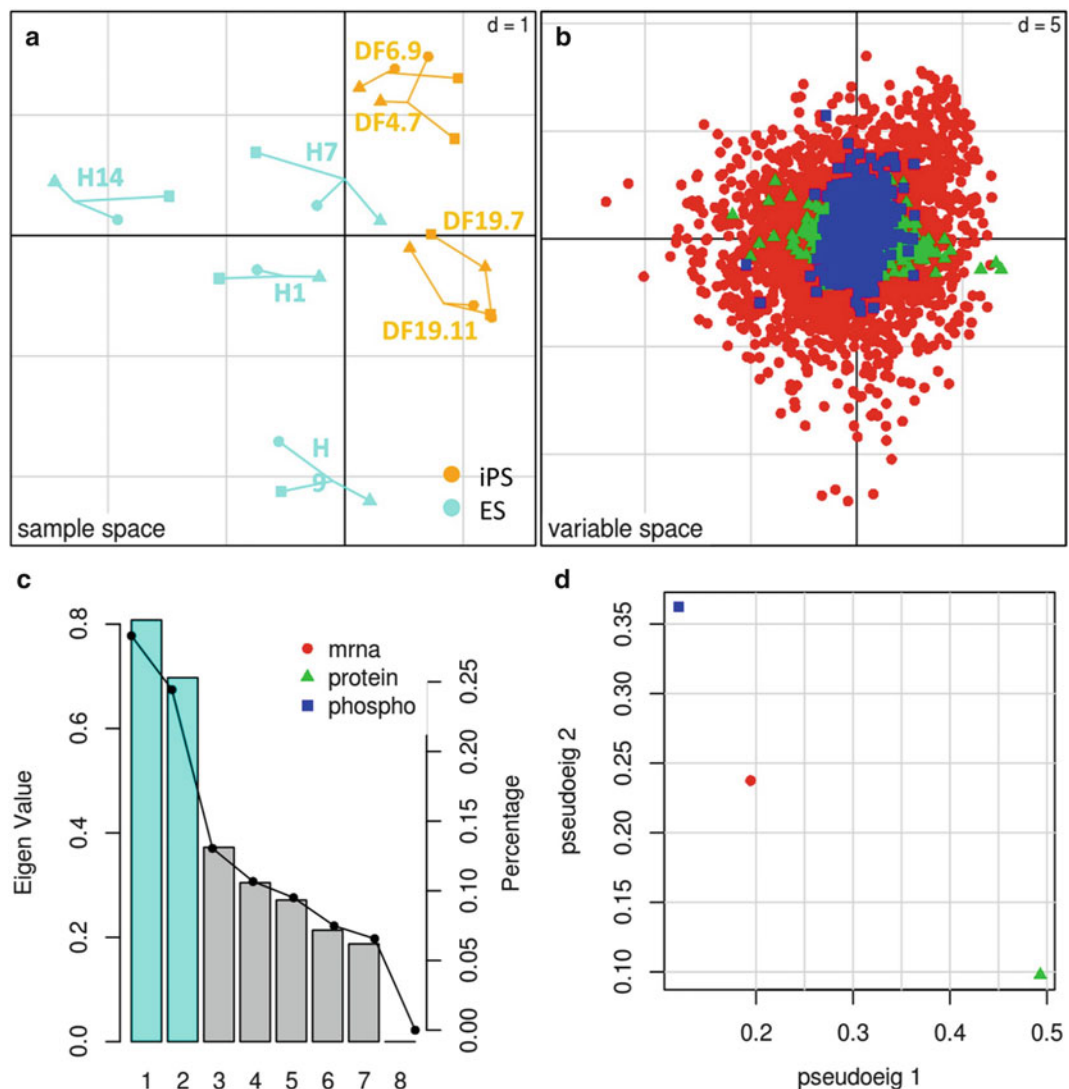 a
d = 1
DF6.9
DF4.7
H7
H14
DF19.7
H1
DF19.11
H
9
iPS
ES
sample space
b
d = 5
variable space
c
Eigen Value
0.8
0.6
0.4
0.2
0.0
mrna
protein
phospho
Percentage
0.25
0.20
0.15
0.10
0.05
0.00
1 2 3 4 5 6 7 8
d
pseudoeig 2
0.35
0.30
0.25
0.20
0.15
0.10
0.2 0.3 0.4 0.5
pseudoeig 1